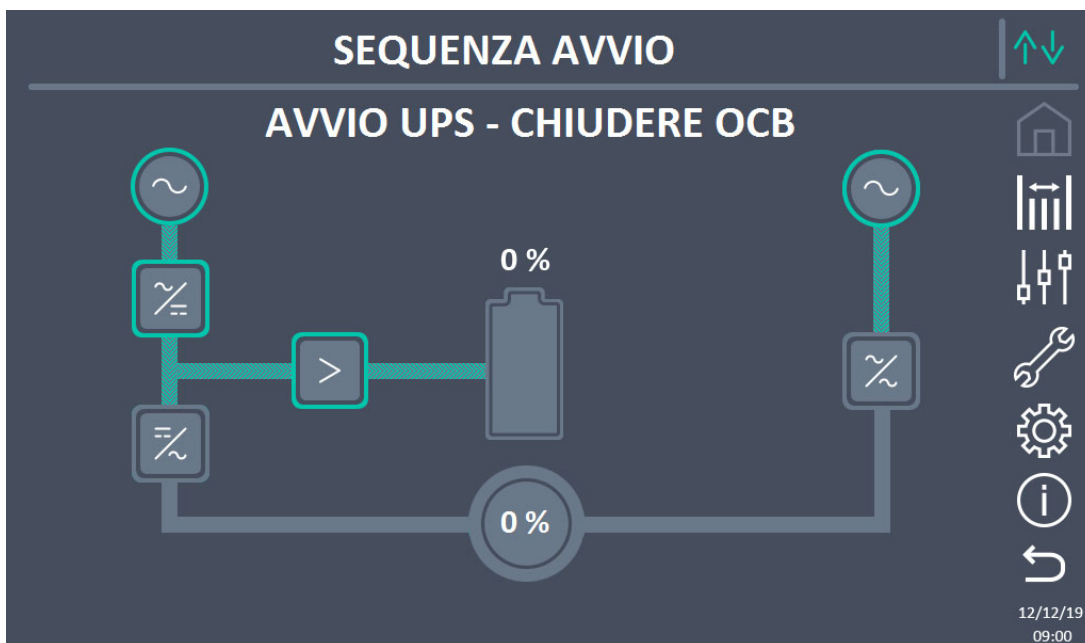 SEQUENZA AVVIO
AVVIO UPS - CHIUDERE OCB
0 %
0 %
12/12/19
09:00